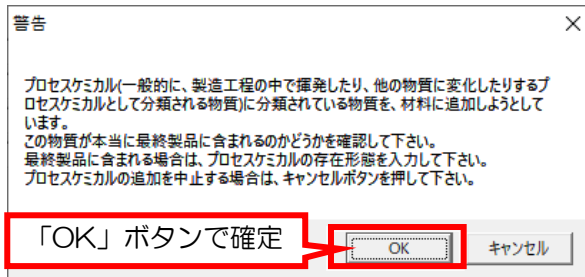 警告
プロセスケミカル(一般的に、製造工程の中で揮発したり、他の物質に変化したりするプ
ロセスケミカルとして分類される物質)に分類されている物質を、材料に追加しようとして
います。
この物質が本当に最終製品に含まれるのかどうかを確認して下さい。
最終製品に含まれる場合は、プロセスケミカルの存在形態を入力して下さい。
プロセスケミカルの追加を中止する場合は、キャンセルボタンを押して下さい。
「OK」ボタンで確定
OK
キャンセル